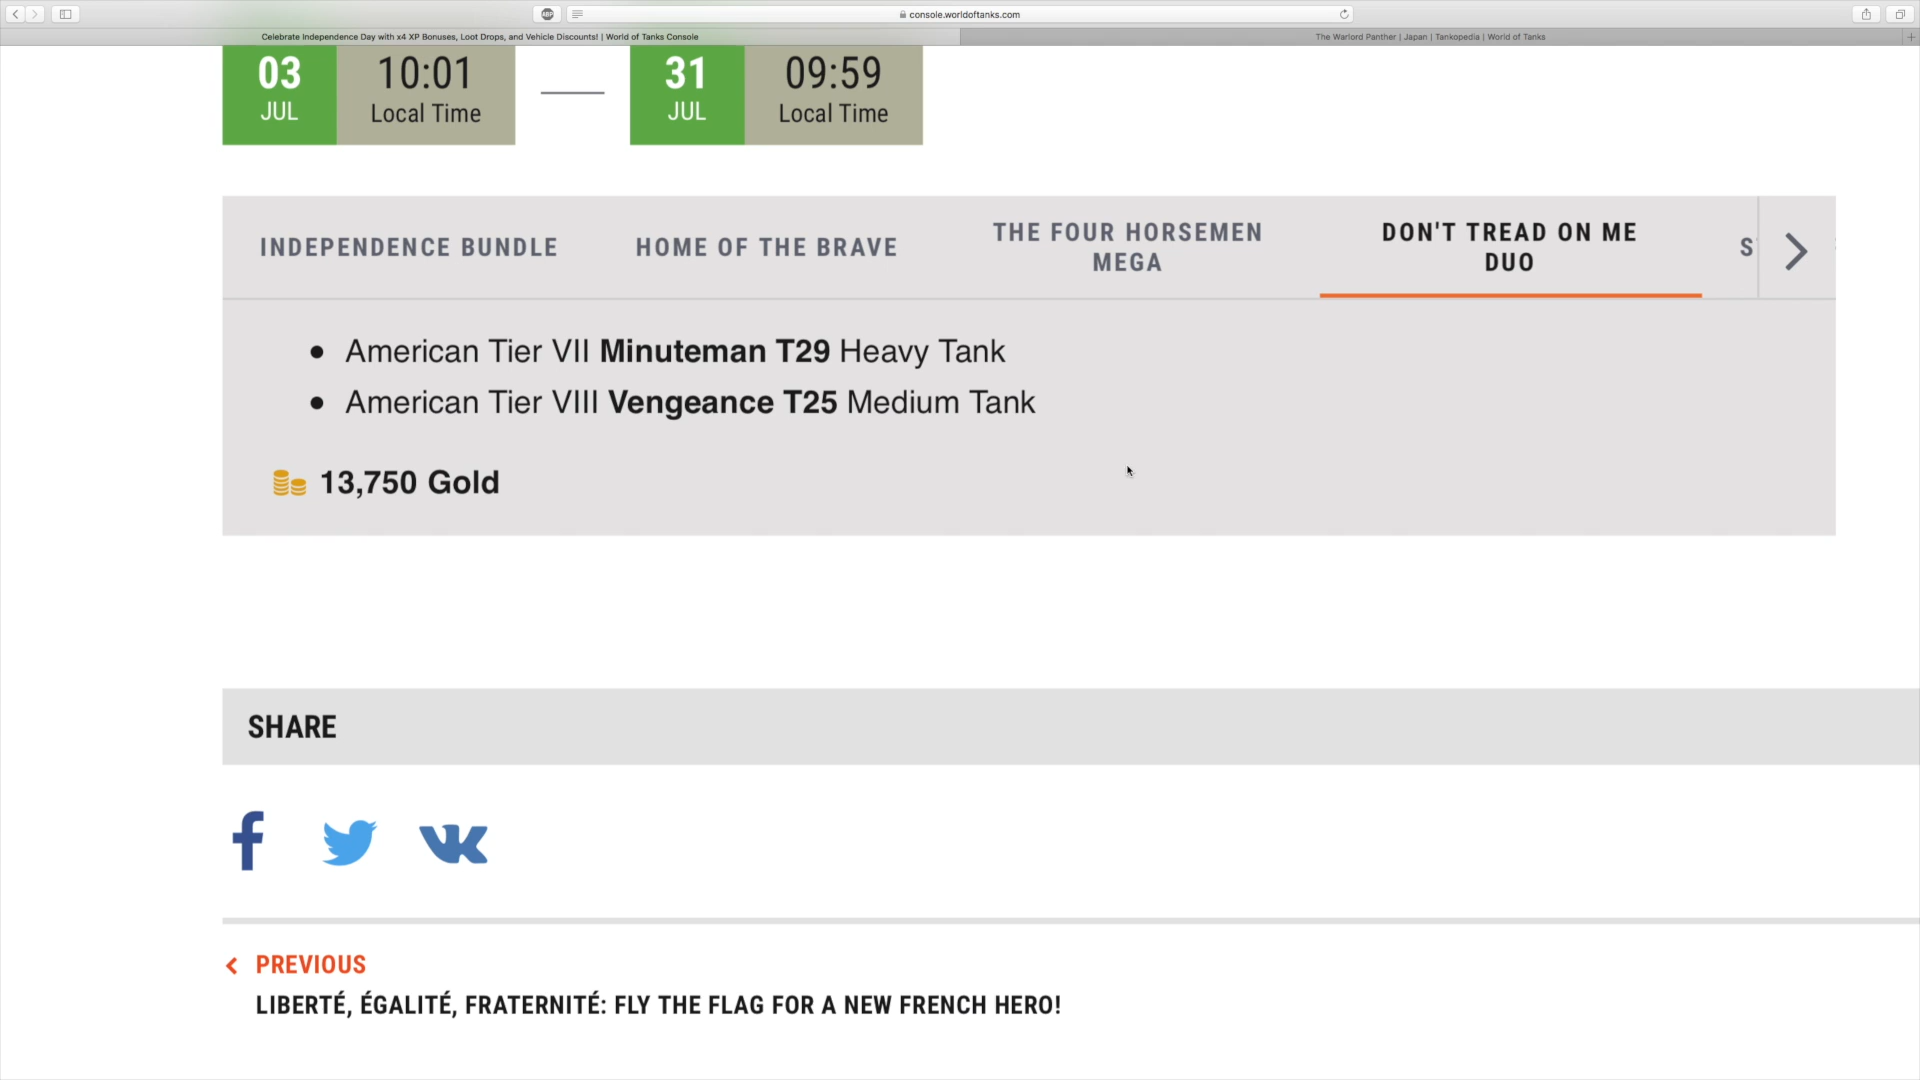 console.worldoftanks.com
Celebrate Independence Day with x4 XP Bonuses, Loot Drops, and Vehicle Discounts! | World of Tanks Console
The Warlord Panther | Japan | Tankopedia | World of Tanks
03 JUL
10:01 Local Time
31 JUL
09:59 Local Time
INDEPENDENCE BUNDLE
HOME OF THE BRAVE
THE FOUR HORSEMEN
MEGA
DON'T TREAD ON ME
DUO
S
• American Tier VII Minuteman T29 Heavy Tank
• American Tier VIII Vengeance T25 Medium Tank
13,750 Gold
SHARE
PREVIOUS
LIBERTÉ, ÉGALITÉ, FRATERNITÉ: FLY THE FLAG FOR A NEW FRENCH HERO!